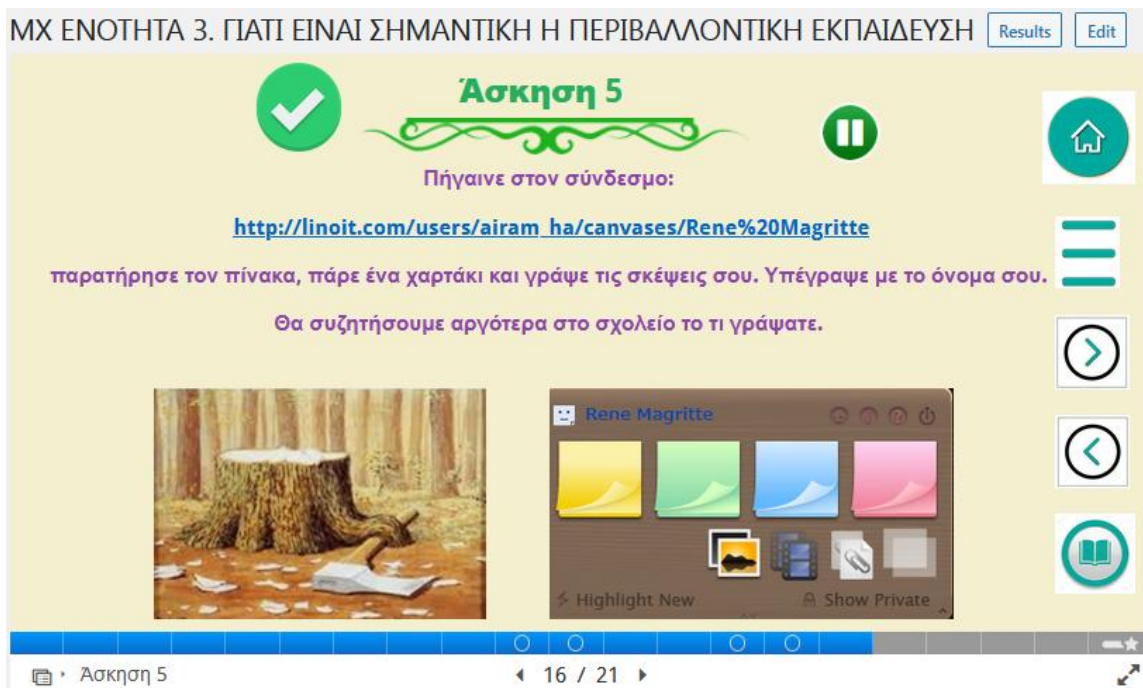 ΜΧ ΕΝΟΤΗΤΑ 3. ΓΙΑΤΙ ΕΙΝΑΙ ΣΗΜΑΝΤΙΚΗ Η ΠΕΡΙΒΑΛΛΟΝΤΙΚΗ ΕΚΠΑΙΔΕΥΣΗ Results Edit
Άσκηση 5
Πήγαινε στον σύνδεσμο:
http://linoit.com/users/airam_ha/canvases/Rene%20Magritte
παρατήρησε τον πίνακα, πάρε ένα χαρτάκι και γράψε τις σκέψεις σου. Υπέγραψε με το όνομα σου.
Θα συζητήσουμε αργότερα στο σχολείο το τι γράψατε.
Rene Magritte
Highlight New Show Private
Άσκηση 5 16 / 21